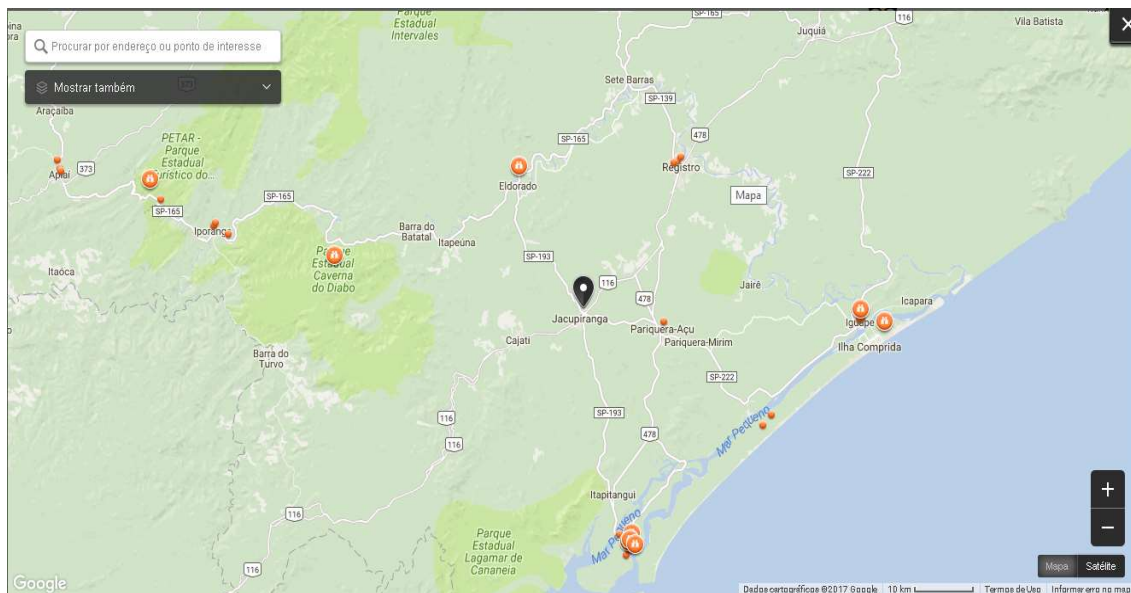 Parque
Estadual
Intervales
SP-165
116
Vila Batista
Juquiá
Procurar por endereço ou ponto de interesse
Mostrar também
Sete Barras
SP-139
Araçaíba
PETAR -
Parque
Estadual
Turístico do...
SP-165
478
Apiaí
373
Eldorado
Registro
SP-222
SP-165
Mapa
SP-165
Iporanga
Barra do
Batatal
Itapeúna
Parque
Estadual
Caverna
do Diabo
SP-193
Itaóca
116
Jairê
478
Icapara
Jacupiranga
Iguape
Pariquera-Açu
Pariquera-Mirim
Cajati
Ilha Comprida
Barra do
Turvo
SP-222
116
SP-193
Mar Pequeno
478
116
Itapitangui
116
Mar Pequeno
Parque
Estadual
Lagamar de
Cananeia
116
Mapa
Satélite
Google
Dados cartográficos ©2017 Google
10 km
Termos de Uso
Informar erro no map